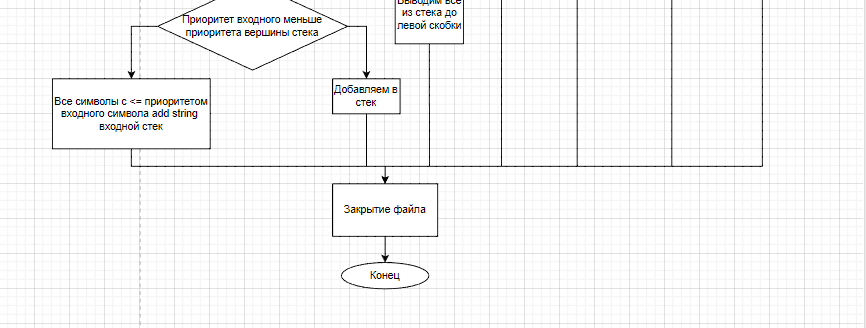 Выводим все
из стека до
левой скобки
Приоритет входного меньше
приоритета вершины стека
Все символы с <= приоритетом
входного символа add string
входной стек
Добавляем в
стек
Закрытие файла
Конец